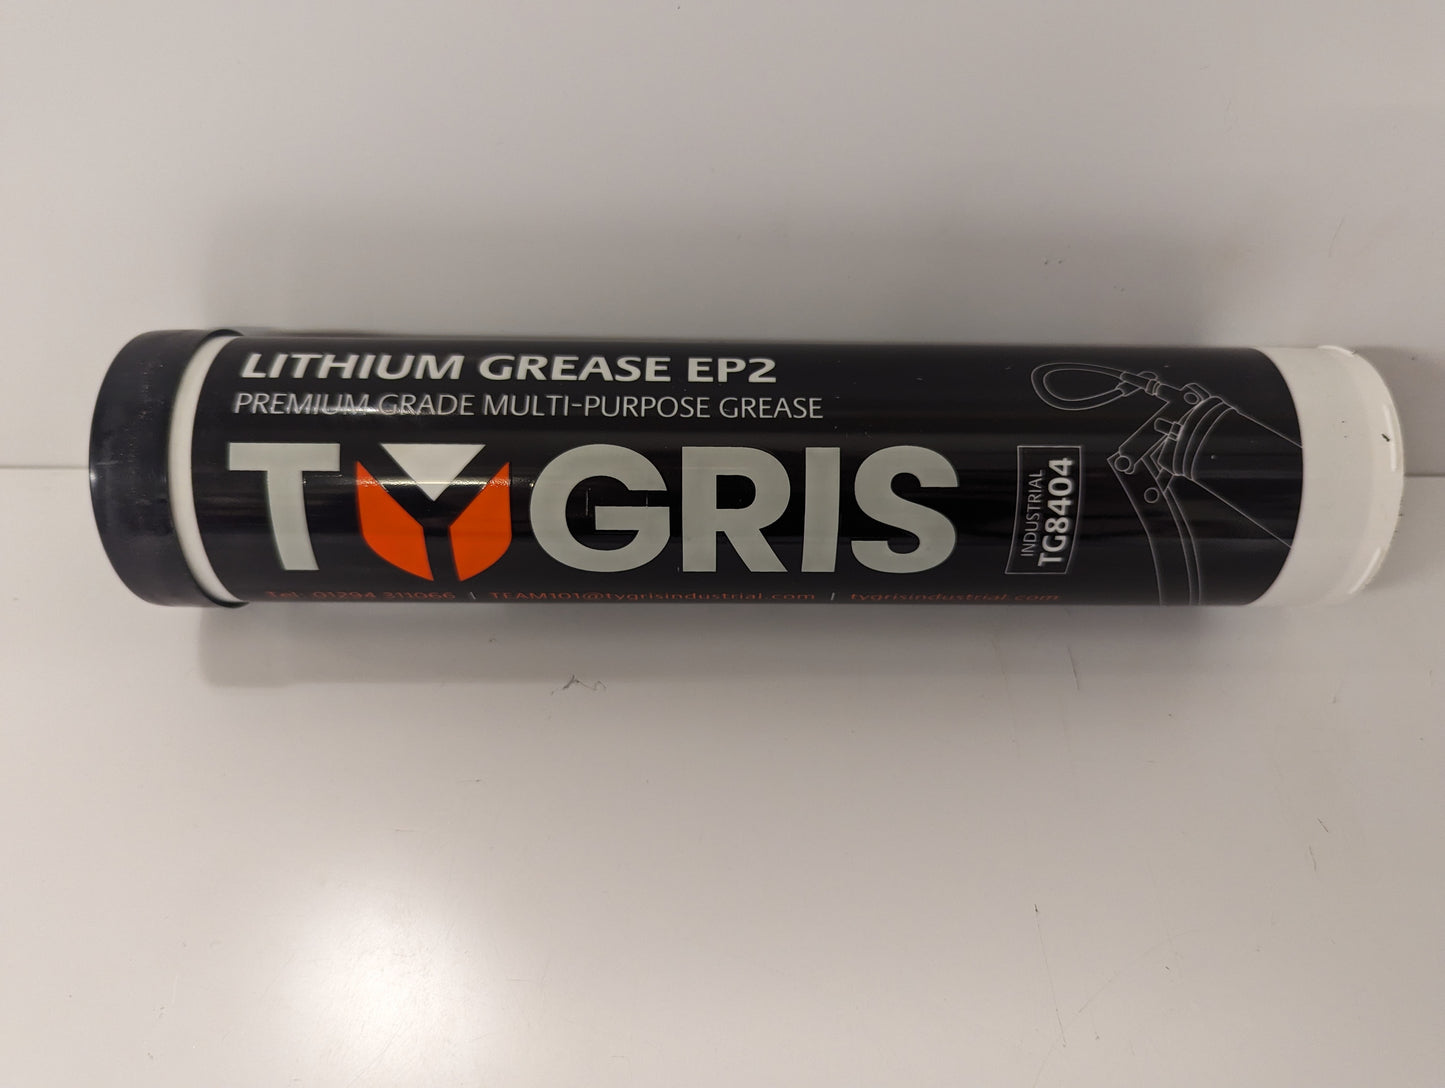 LITHIUM GREASE EP2
PREMIUM GRADE MULTI-PURPOSE GREASE
TYGRIS
INDUSTRIAL
TG8404
Tel: 01294 311066 | TEAM101@tygrisindustrial.com | tygrisindustrial.com